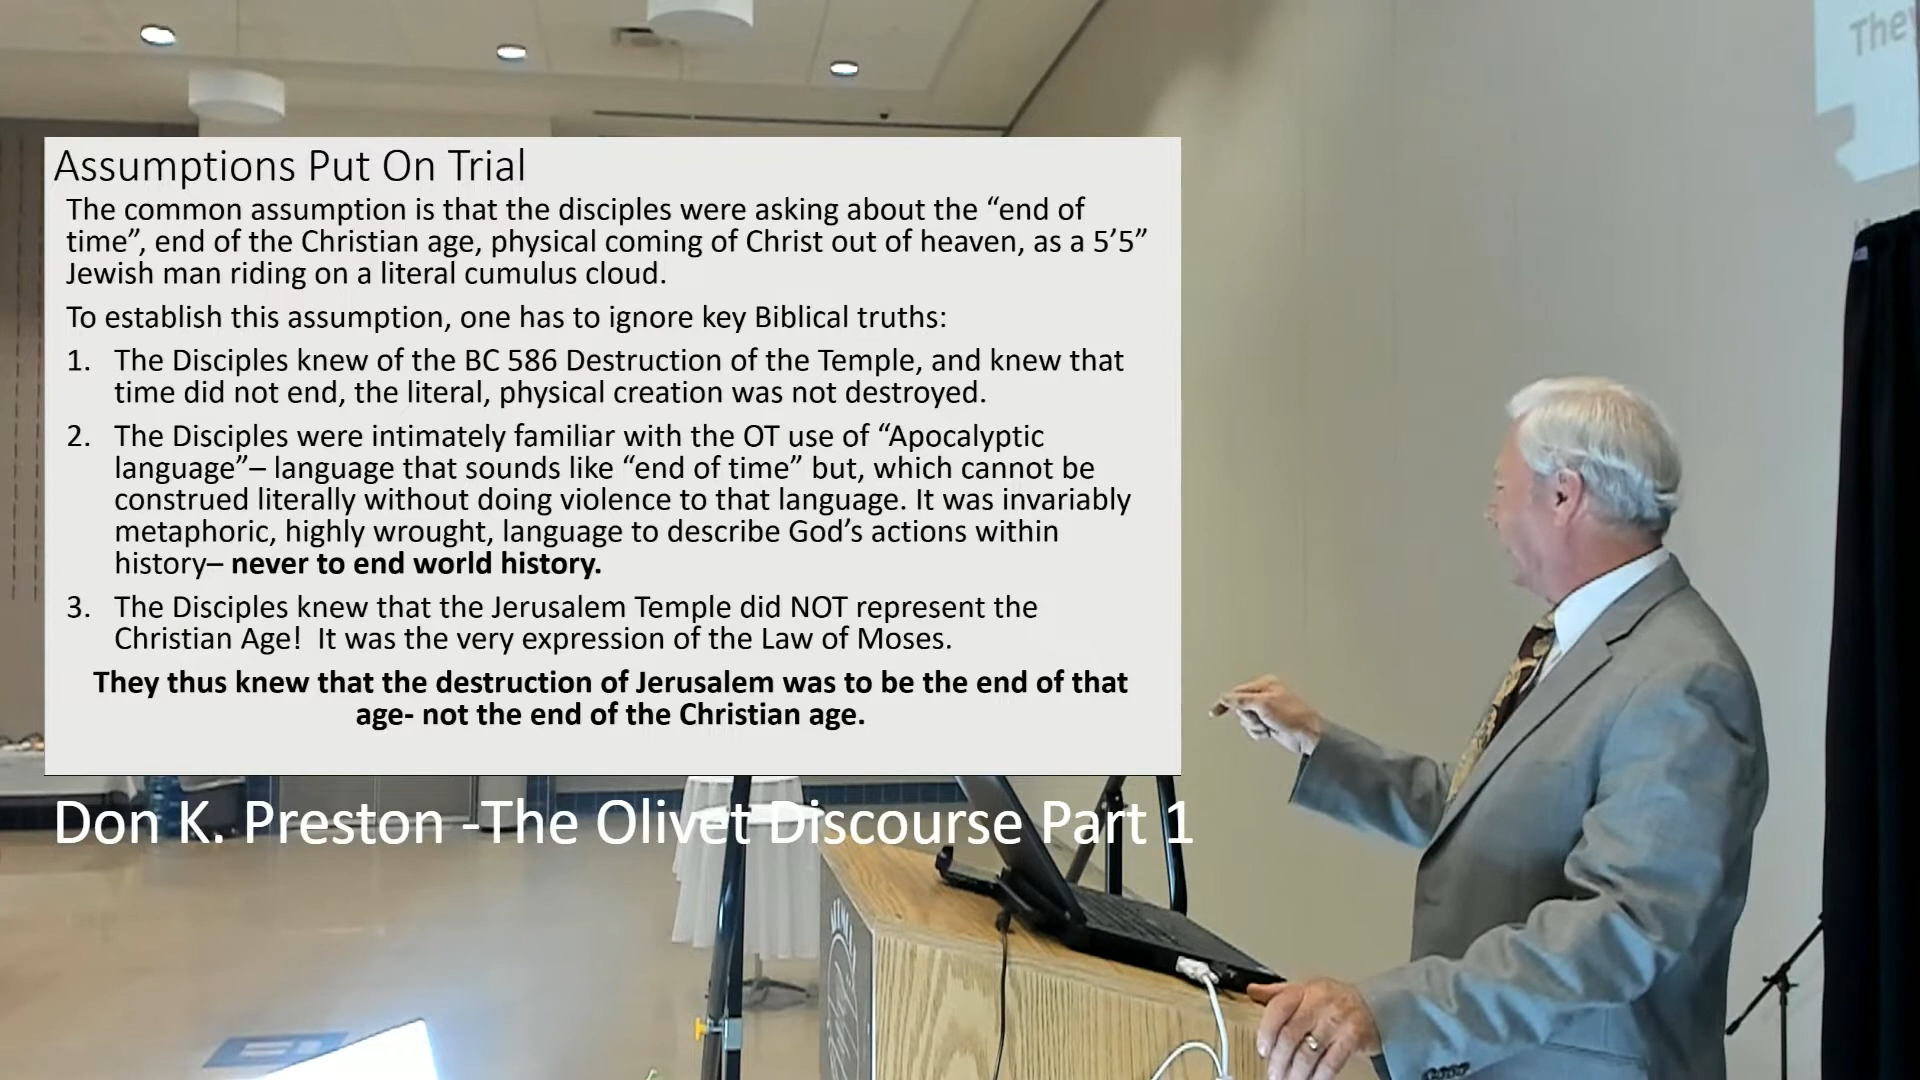 They
Assumptions Put On Trial
The common assumption is that the disciples were asking about the “end of
time”, end of the Christian age, physical coming of Christ out of heaven, as a 5’5”
Jewish man riding on a literal cumulus cloud.
To establish this assumption, one has to ignore key Biblical truths:
1. The Disciples knew of the BC 586 Destruction of the Temple, and knew that
time did not end, the literal, physical creation was not destroyed.
2. The Disciples were intimately familiar with the OT use of “Apocalyptic
language”– language that sounds like “end of time” but, which cannot be
construed literally without doing violence to that language. It was invariably
metaphoric, highly wrought, language to describe God’s actions within
history– never to end world history.
3. The Disciples knew that the Jerusalem Temple did NOT represent the
Christian Age!  It was the very expression of the Law of Moses.
They thus knew that the destruction of Jerusalem was to be the end of that
age- not the end of the Christian age.
Don K. Preston -The Olivet Discourse Part 1